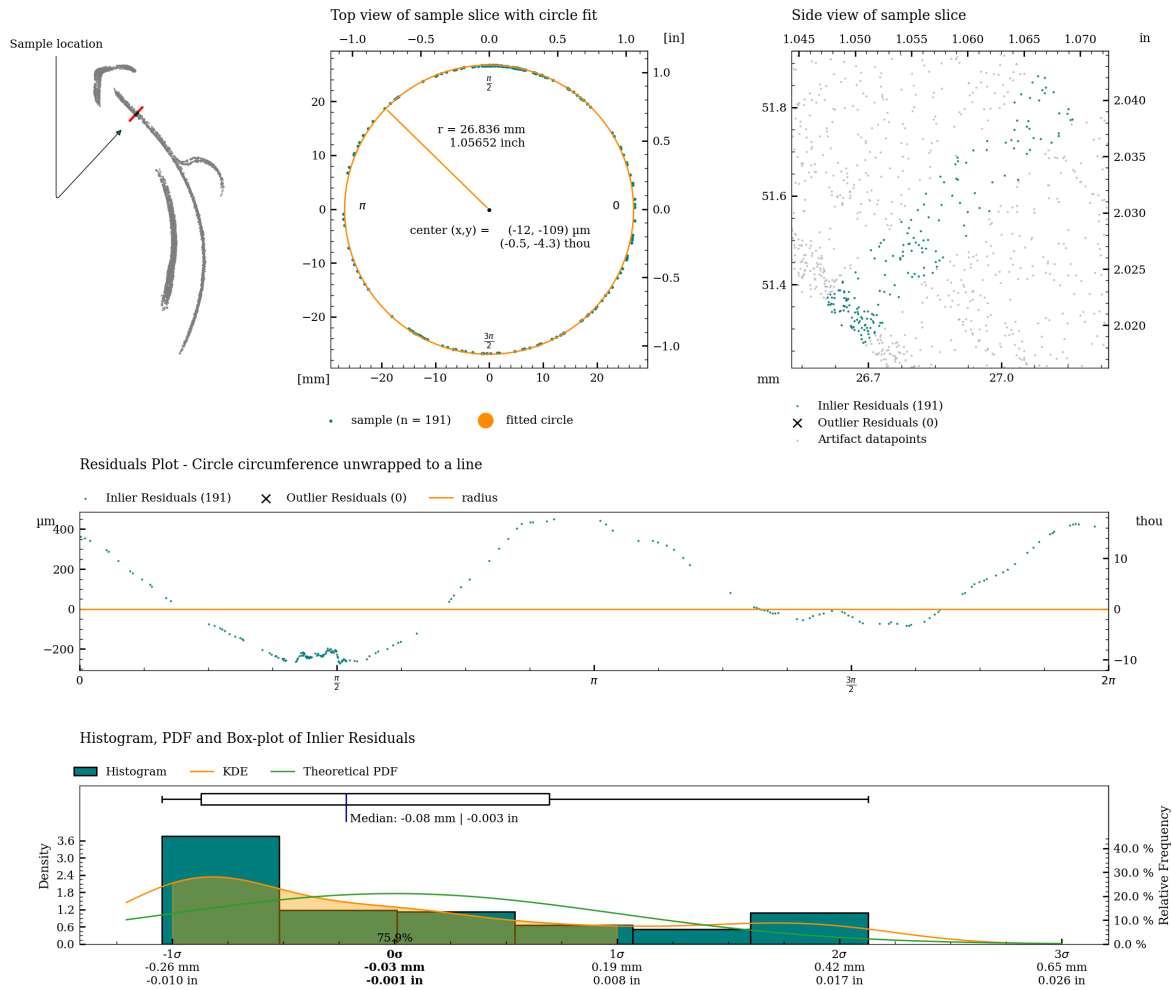 Sample location
Top view of sample slice with circle fit
−1.0 −0.5 0.0 0.5 1.0 [in]
20
10
0
−10
−20
[mm]
π/2
r = 26.836 mm
1.05652 inch
π
0
center (x,y) = (-12, -109) µm
(-0.5, -4.3) thou
3π/2
1.0
0.5
0.0
−0.5
−1.0
−20 −10 0 10 20
sample (n = 191) fitted circle
Side view of sample slice
1.045 1.050 1.055 1.060 1.065 1.070 in
51.8
51.6
51.4
2.040
2.035
2.030
2.025
2.020
mm 26.7 27.0
Inlier Residuals (191)
Outlier Residuals (0)
Artifact datapoints
Residuals Plot - Circle circumference unwrapped to a line
Inlier Residuals (191) Outlier Residuals (0) radius
µm thou
400
200
0
−200
10
0
−10
0 π/2 π 3π/2 2π
Histogram, PDF and Box-plot of Inlier Residuals
Histogram KDE Theoretical PDF
Median: -0.08 mm | -0.003 in
Density
3.6
3.0
2.4
1.8
1.2
0.6
0.0
75.9%
40.0 %
30.0 %
20.0 %
10.0 %
0.0 %
Relative Frequency
-1σ 0σ 1σ 2σ 3σ
-0.26 mm -0.03 mm 0.19 mm 0.42 mm 0.65 mm
-0.010 in -0.001 in 0.008 in 0.017 in 0.026 in